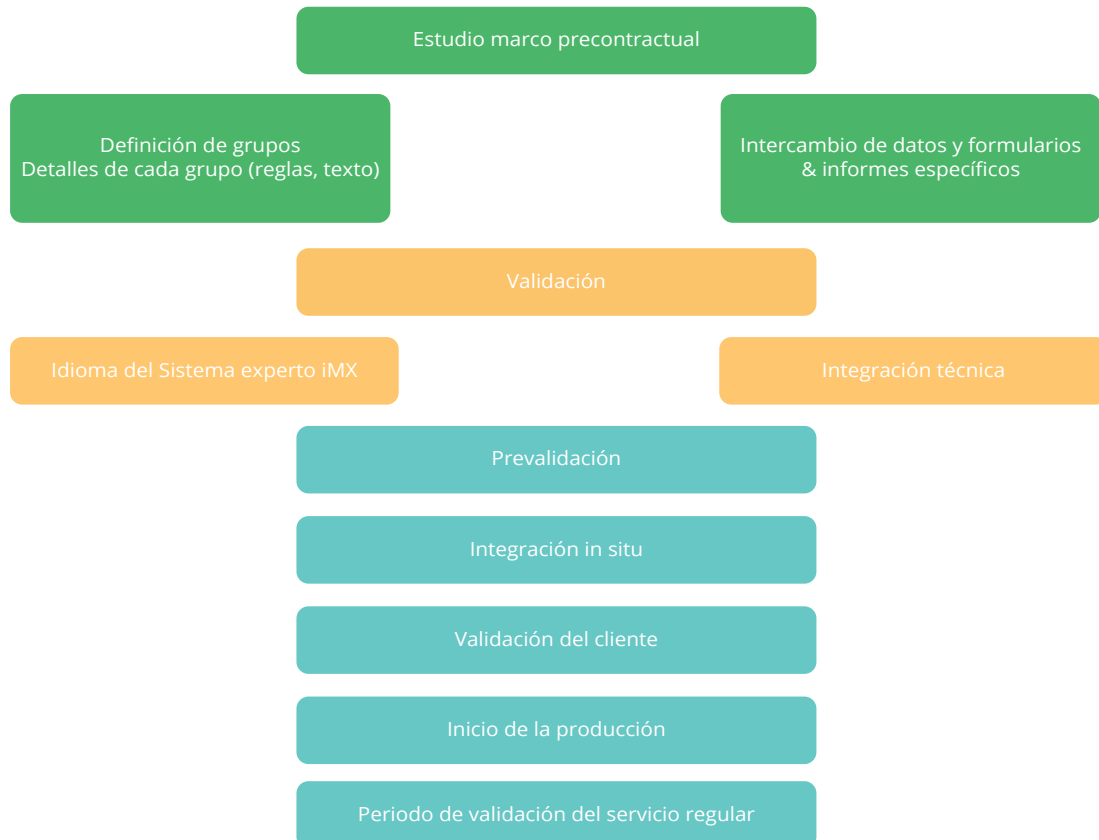 Estudio marco precontractual
Definición de grupos
Detalles de cada grupo (reglas, texto)
Intercambio de datos y formularios
& informes específicos
Validación
Idioma del Sistema experto iMX
Integración técnica
Prevalidación
Integración in situ
Validación del cliente
Inicio de la producción
Periodo de validación del servicio regular